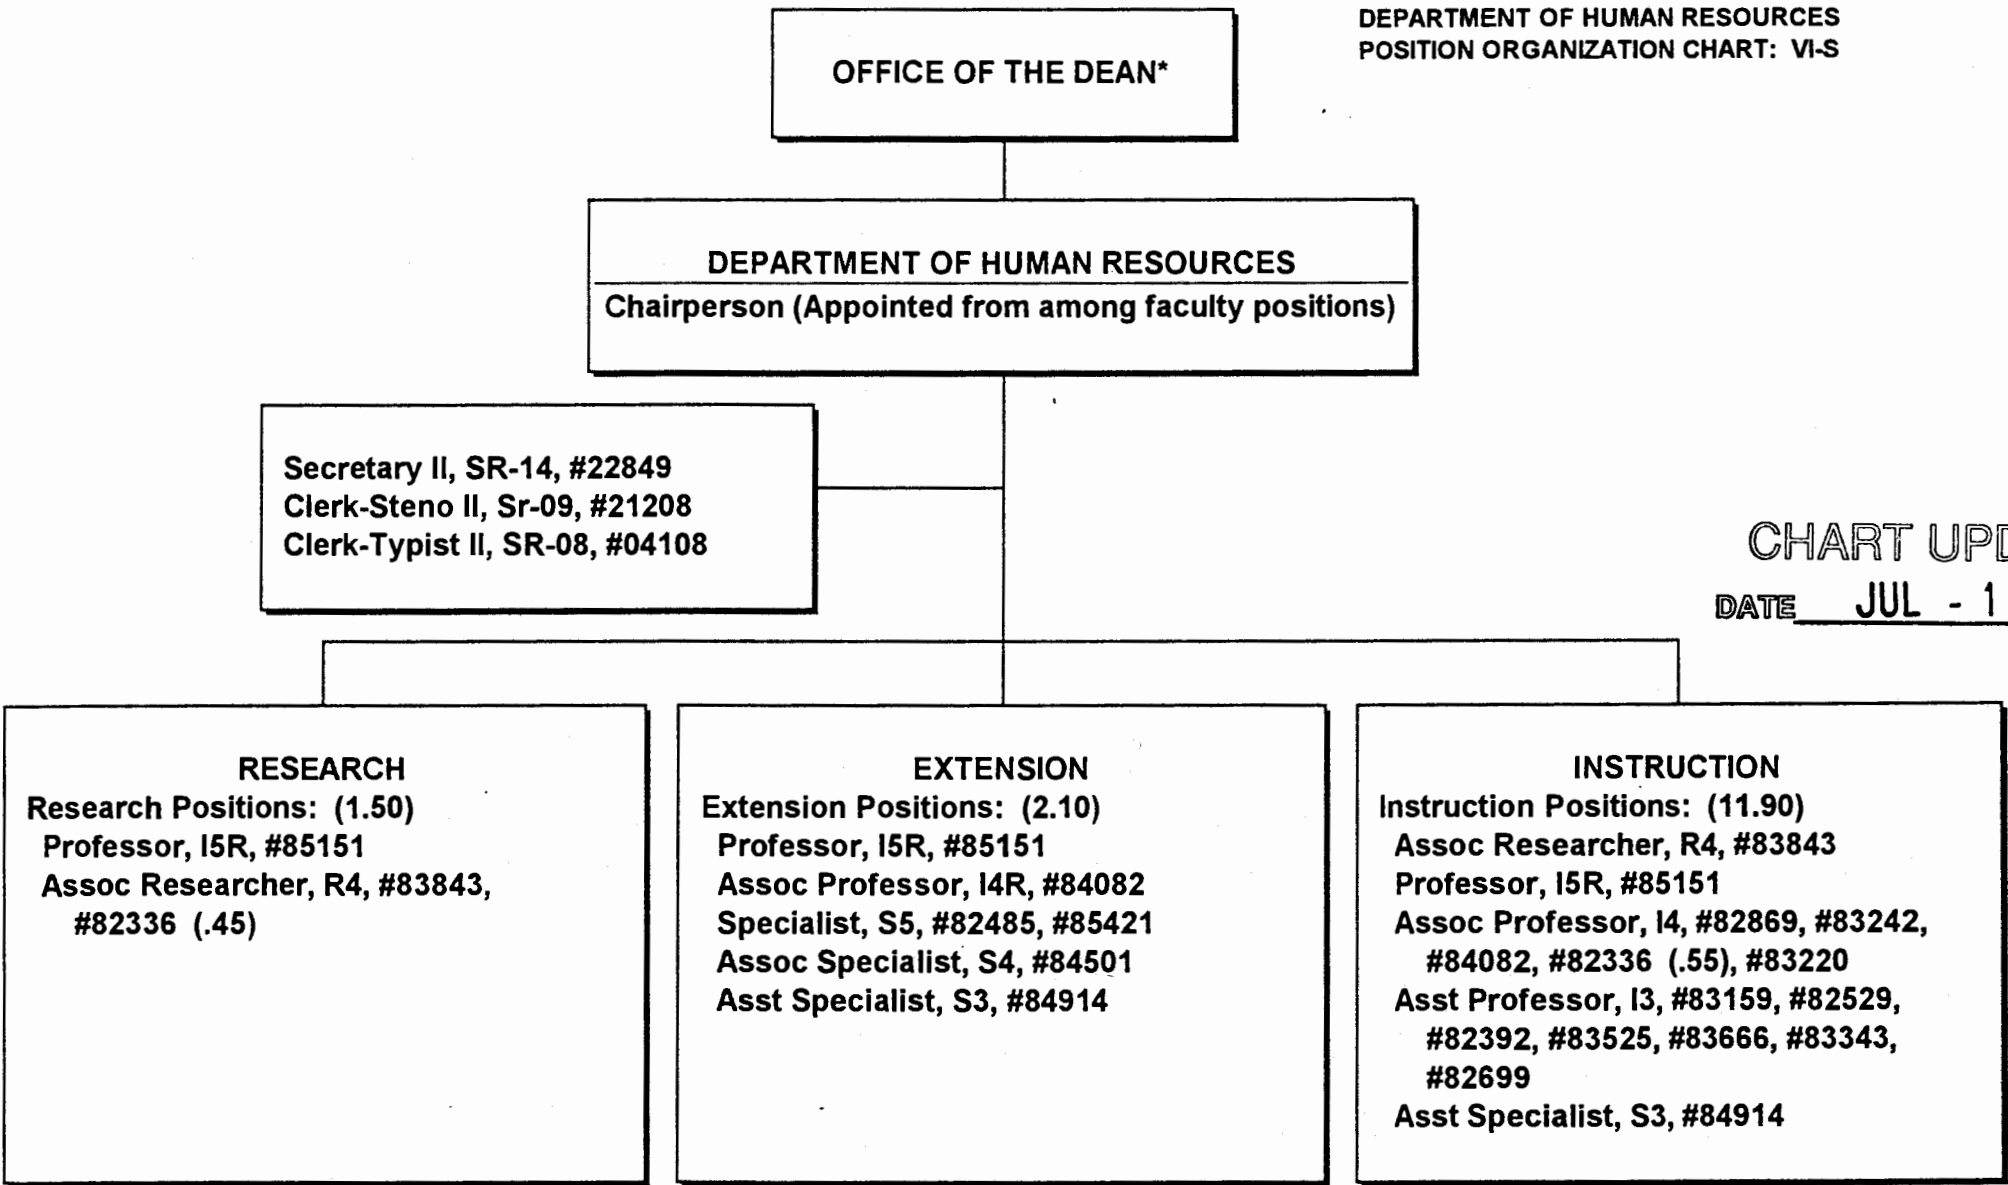 DEPARTMENT OF HUMAN RESOURCES
POSITION ORGANIZATION CHART: VI-S
OFFICE OF THE DEAN*
DEPARTMENT OF HUMAN RESOURCES
Chairperson (Appointed from among faculty positions)
Secretary II, SR-14, #22849
Clerk-Steno II, Sr-09, #21208
Clerk-Typist II, SR-08, #04108
CHART UPD
DATE JUL - 1
RESEARCH
Research Positions: (1.50)
Professor, I5R, #85151
Assoc Researcher, R4, #83843,
#82336 (.45)
EXTENSION
Extension Positions: (2.10)
Professor, I5R, #85151
Assoc Professor, I4R, #84082
Specialist, S5, #82485, #85421
Assoc Specialist, S4, #84501
Asst Specialist, S3, #84914
INSTRUCTION
Instruction Positions: (11.90)
Assoc Researcher, R4, #83843
Professor, I5R, #85151
Assoc Professor, I4, #82869, #83242,
#84082, #82336 (.55), #83220
Asst Professor, I3, #83159, #82529,
#82392, #83525, #83666, #83343,
#82699
Asst Specialist, S3, #84914